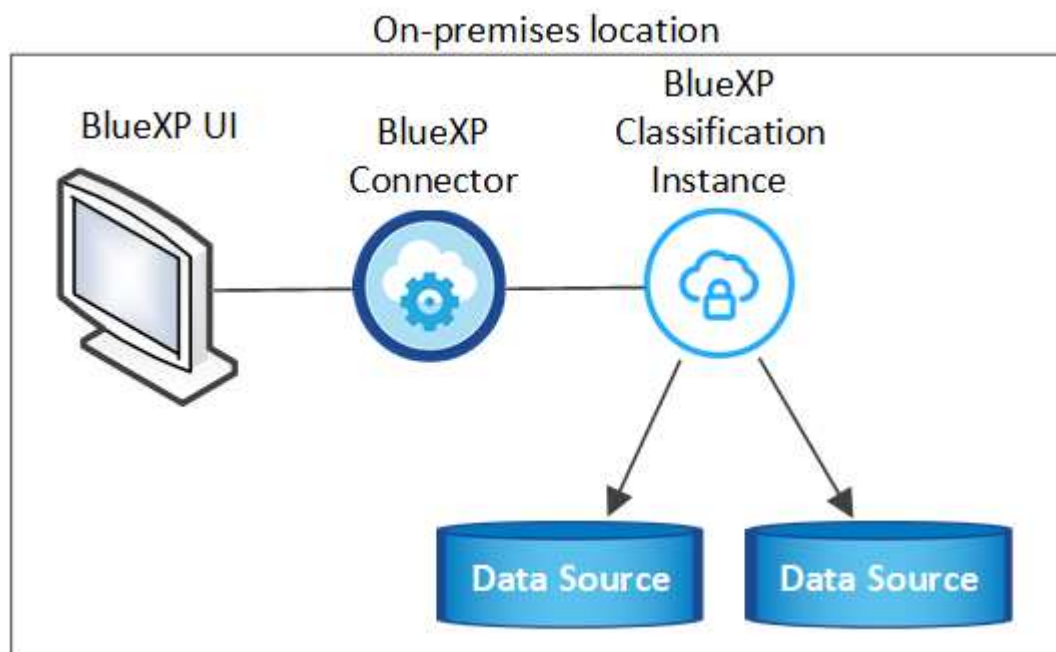 On-premises location
BlueXP UI
BlueXP
Connector
BlueXP
Classification
Instance
Data Source
Data Source